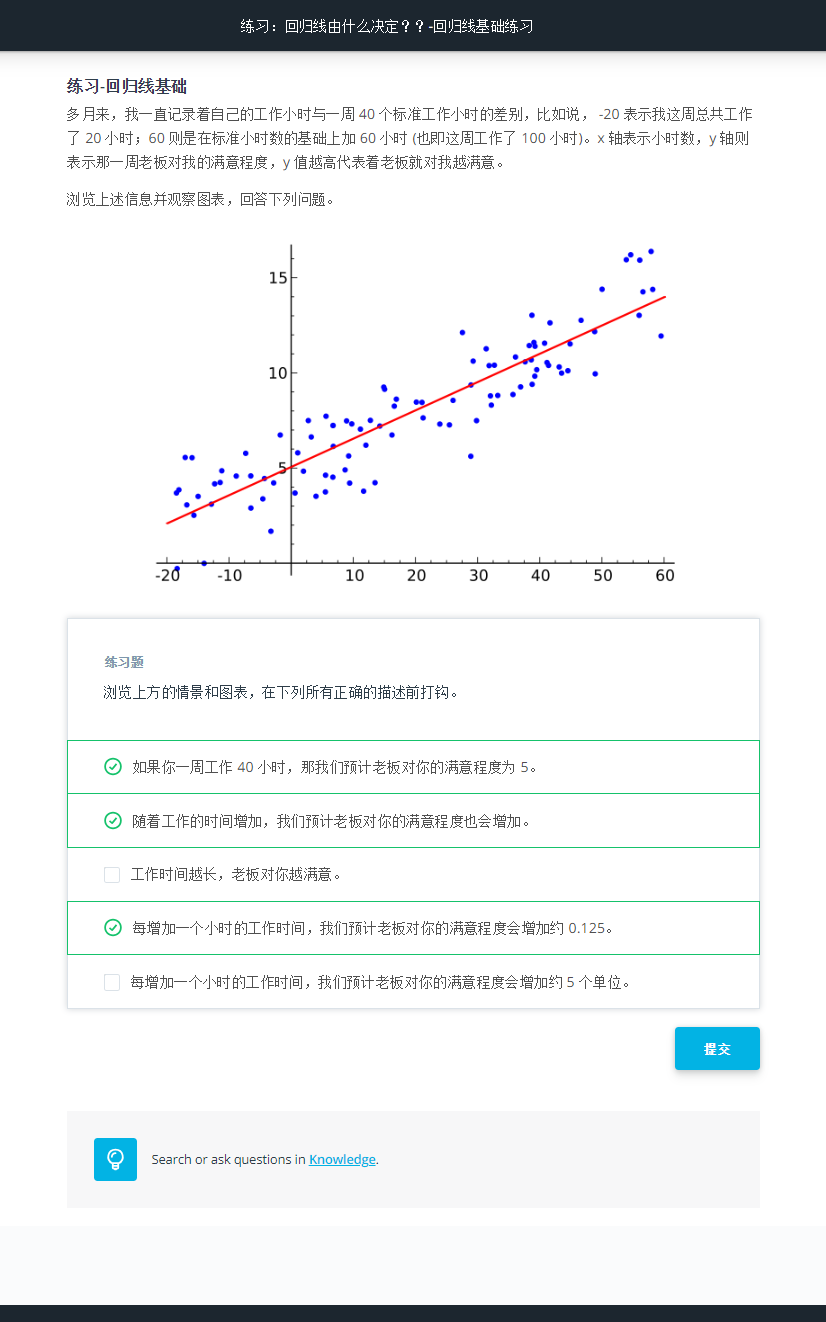 练习：回归线由什么决定？？-回归线基础练习
练习-回归线基础
多月来，我一直记录着自己的工作小时与一周 40 个标准工作小时的差别，比如说， -20 表示我这周总共工作
了 20 小时；60 则是在标准小时数的基础上加 60 小时 (也即这周工作了 100 小时)。x 轴表示小时数，y 轴则
表示那一周老板对我的满意程度，y 值越高代表着老板就对我越满意。
浏览上述信息并观察图表，回答下列问题。
15
10
5
-20 -10 10 20 30 40 50 60
练习题
浏览上方的情景和图表，在下列所有正确的描述前打钩。
如果你一周工作 40 小时，那我们预计老板对你的满意程度为 5。
随着工作的时间增加，我们预计老板对你的满意程度也会增加。
工作时间越长，老板对你越满意。
每增加一个小时的工作时间，我们预计老板对你的满意程度会增加约 0.125。
每增加一个小时的工作时间，我们预计老板对你的满意程度会增加约 5 个单位。
提交
Search or ask questions in Knowledge.